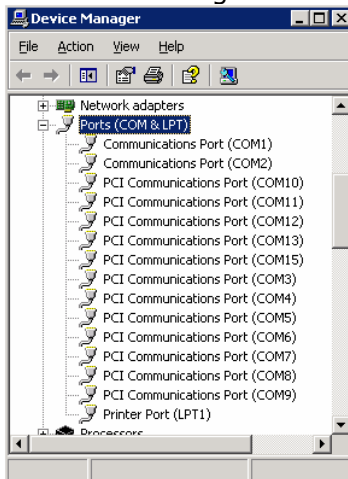 Device Manager
File Action View Help
Network adapters
Ports (COM & LPT)
Communications Port (COM1)
Communications Port (COM2)
PCI Communications Port (COM10)
PCI Communications Port (COM11)
PCI Communications Port (COM12)
PCI Communications Port (COM13)
PCI Communications Port (COM15)
PCI Communications Port (COM3)
PCI Communications Port (COM4)
PCI Communications Port (COM5)
PCI Communications Port (COM6)
PCI Communications Port (COM7)
PCI Communications Port (COM8)
PCI Communications Port (COM9)
Printer Port (LPT1)
Processors